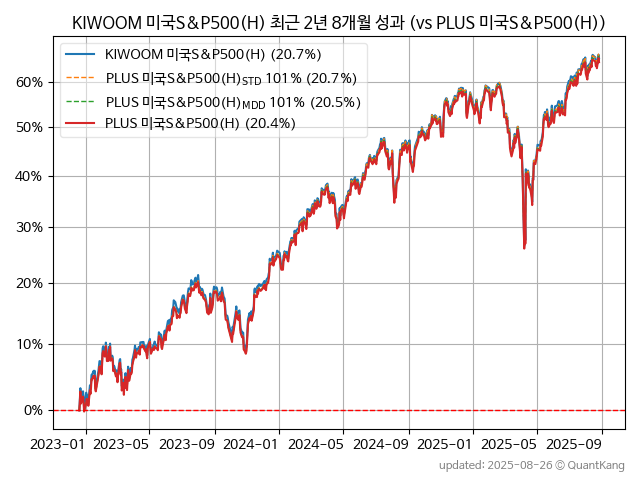 KIWOOM 미국S&P500(H) 최근 2년 8개월 성과 (vs PLUS 미국S&P500(H))
KIWOOM 미국S&P500(H) (20.7%)
PLUS 미국S&P500(H)STD 101% (20.7%)
PLUS 미국S&P500(H)MDD 101% (20.5%)
PLUS 미국S&P500(H) (20.4%)
60%
50%
40%
30%
20%
10%
0%
2023-01 2023-05 2023-09 2024-01 2024-05 2024-09 2025-01 2025-05 2025-09
updated: 2025-08-26 © QuantKang